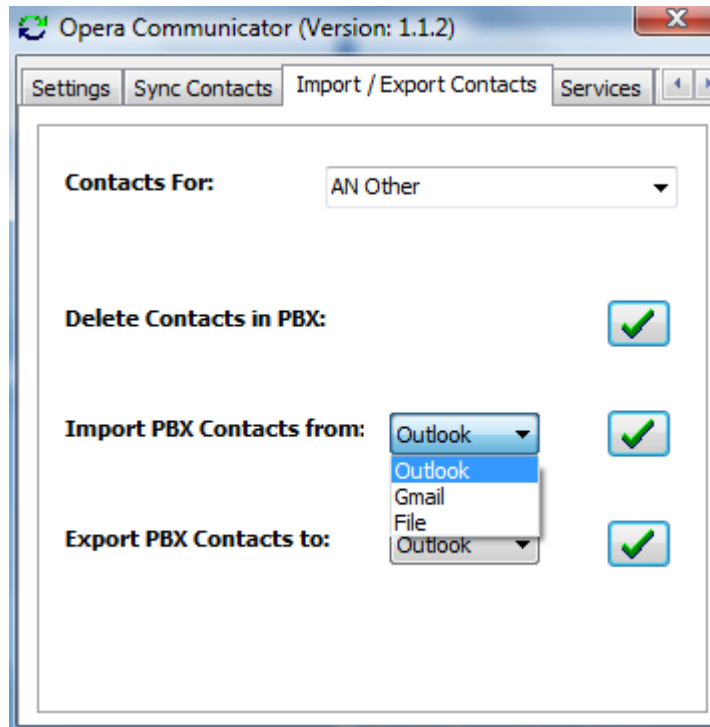 Opera Communicator (Version: 1.1.2)
Settings Sync Contacts Import / Export Contacts Services
Contacts For: AN Other
Delete Contacts in PBX:
Import PBX Contacts from: Outlook
Outlook
Gmail
File
Export PBX Contacts to: Outlook